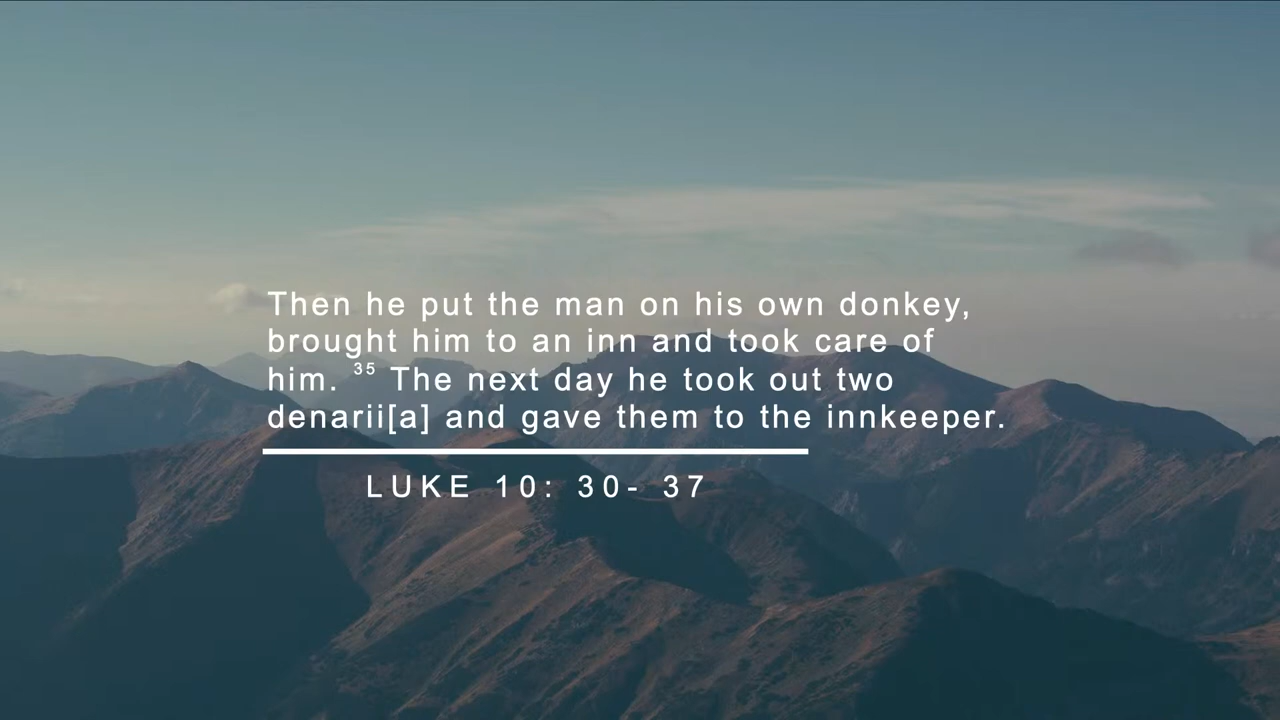 Then he put the man on his own donkey,
brought him to an inn and took care of
him. ³⁵ The next day he took out two
denarii[a] and gave them to the innkeeper.
LUKE 10: 30- 37